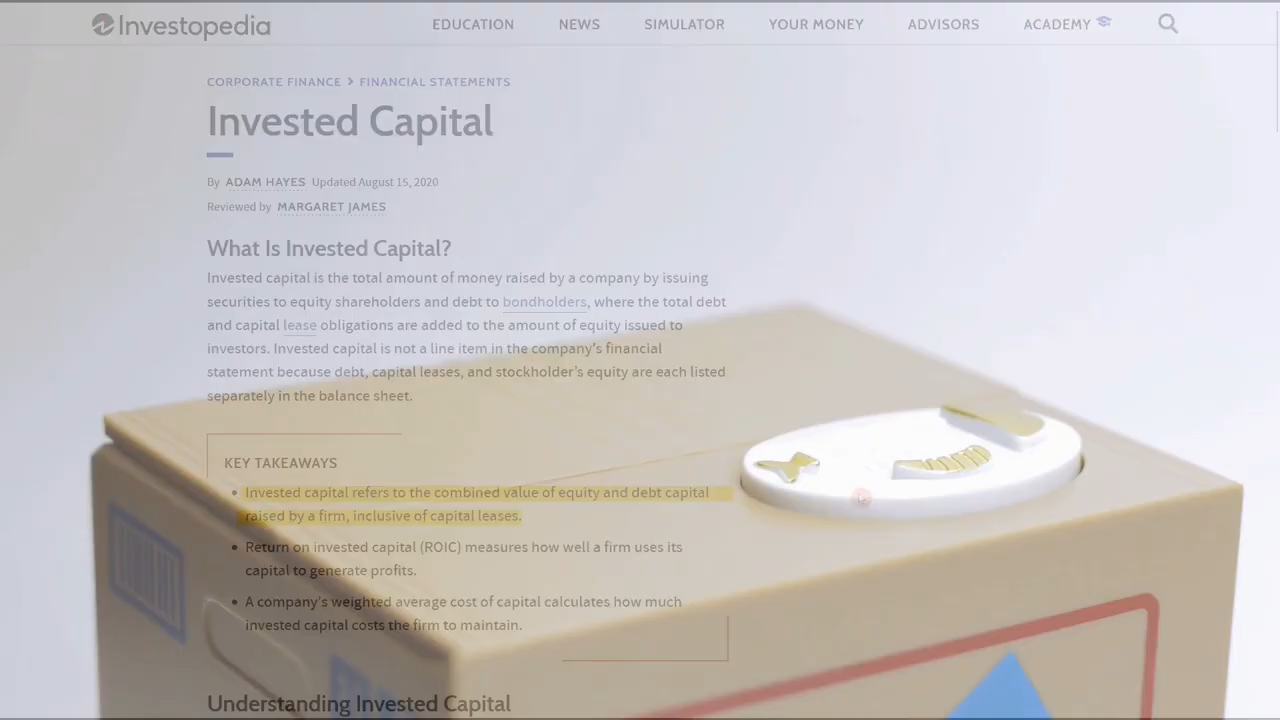 Investopedia
EDUCATION NEWS SIMULATOR YOUR MONEY ADVISORS ACADEMY
CORPORATE FINANCE > FINANCIAL STATEMENTS
Invested Capital
By ADAM HAYES Updated August 15, 2020
Reviewed by MARGARET JAMES
What Is Invested Capital?
Invested capital is the total amount of money raised by a company by issuing
securities to equity shareholders and debt to bondholders, where the total debt
and capital lease obligations are added to the amount of equity issued to
investors. Invested capital is not a line item in the company's financial
statement because debt, capital leases, and stockholder's equity are each listed
separately in the balance sheet.
KEY TAKEAWAYS
• Invested capital refers to the combined value of equity and debt capital
raised by a firm, inclusive of capital leases.
• Return on invested capital (ROIC) measures how well a firm uses its
capital to generate profits.
• A company's weighted average cost of capital calculates how much
invested capital costs the firm to maintain.
Understanding Invested Capital